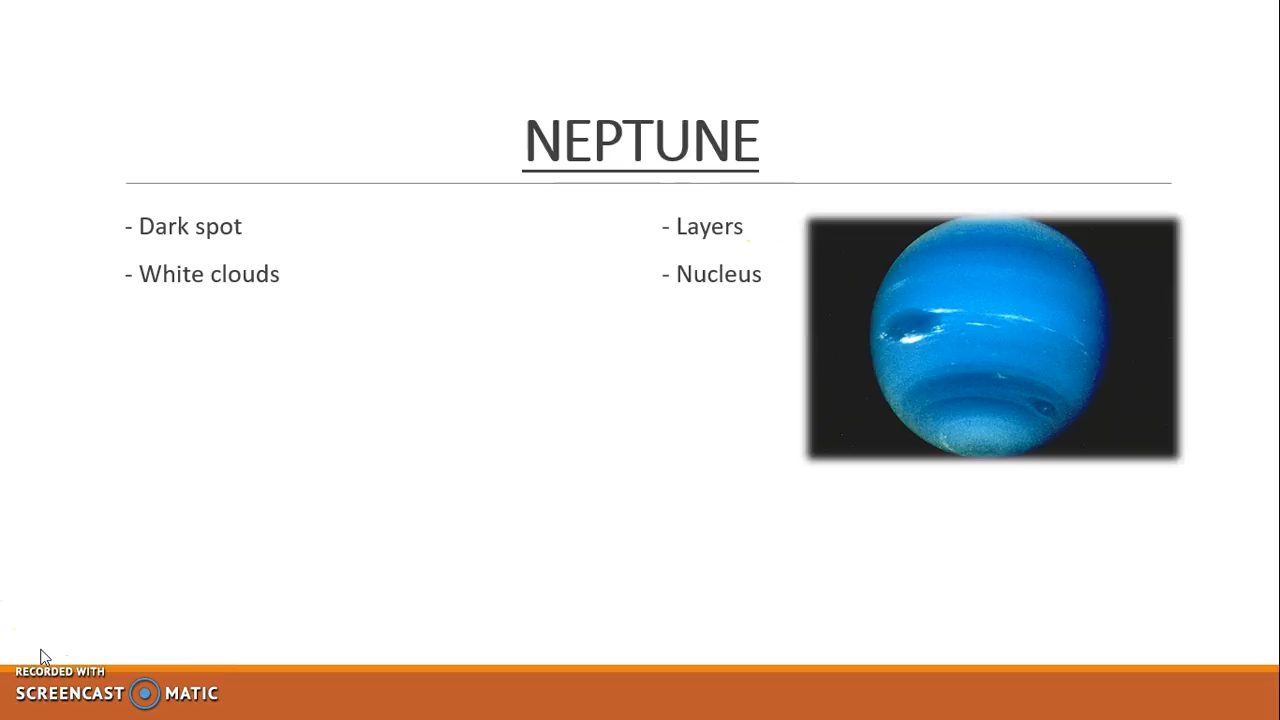 NEPTUNE
- Dark spot
- White clouds
- Layers
- Nucleus
RECORDED WITH
SCREENCAST MATIC